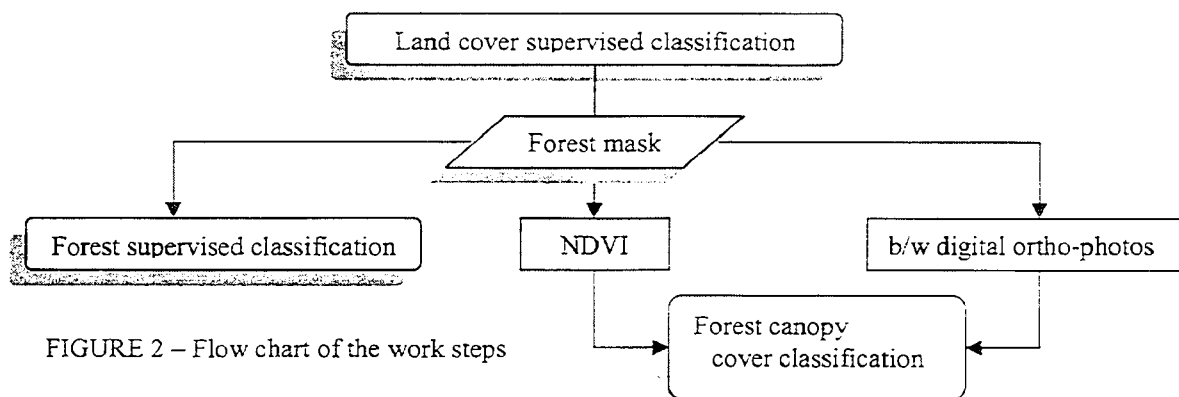 Land cover supervised classification
Forest mask
Forest supervised classification
NDVI
b/w digital ortho-photos
Forest canopy
cover classification
FIGURE 2 – Flow chart of the work steps